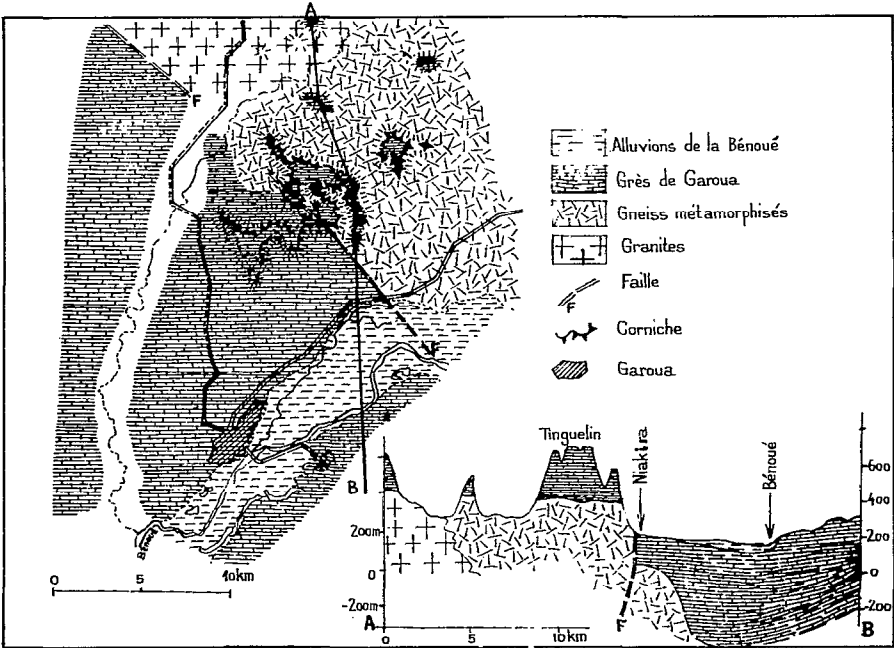 A
F
F
B
Bénoué
0 5 10km
Alluvions de la Bénoué
Grès de Garoua
Gneiss métamorphisés
Granites
Faille
F
Corniche
Garoua
Tinguelin
Niakira
Bénoué
600
400
200
0
-200
200m
0
-200m
A
F
B
0 5 10km